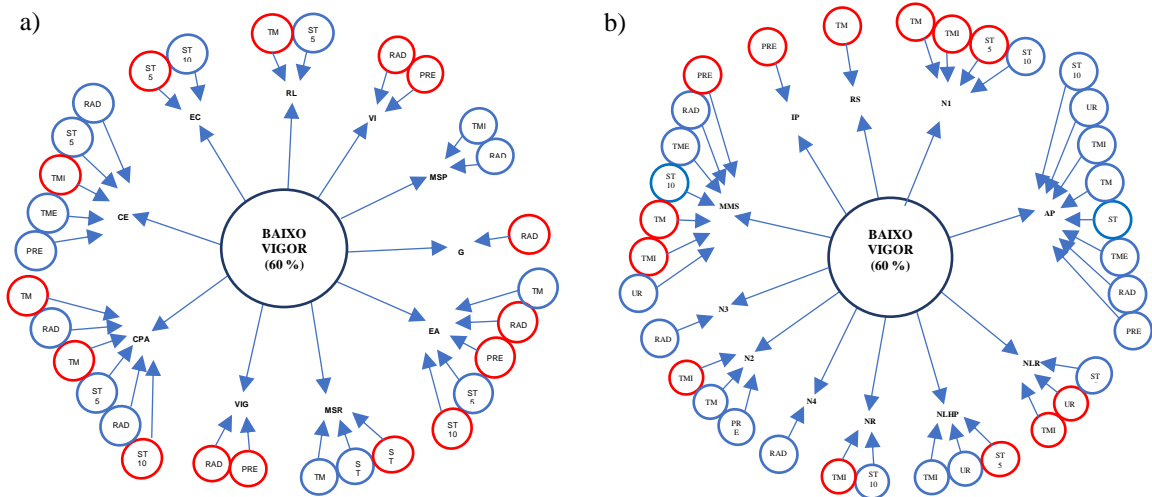 a)
TM
ST
5
RL
ST
5
ST
10
EC
RAD
PRE
VI
RAD
ST
5
TMI
TME
PRE
CE
TMI
RAD
MSP
BAIXO
VIGOR
(60 %)
RAD
G
TM
RAD
TM
ST
5
RAD
ST
10
CPA
TM
RAD
PRE
ST
5
ST
10
EA
VIG
RAD
PRE
MSR
TM
ST
ST
b)
PRE
IP
TM
RS
TM
TMI
ST
5
ST
10
N1
PRE
RAD
TME
ST
10
TM
TMI
UR
MMS
ST
10
UR
TMI
TM
ST
TME
RAD
PRE
AP
BAIXO
VIGOR
(60 %)
N3
RAD
N2
TMI
TM
PR
E
N4
RAD
NR
TMI
ST
10
NLHP
TMI
UR
ST
5
NLR
ST
UR
TMI